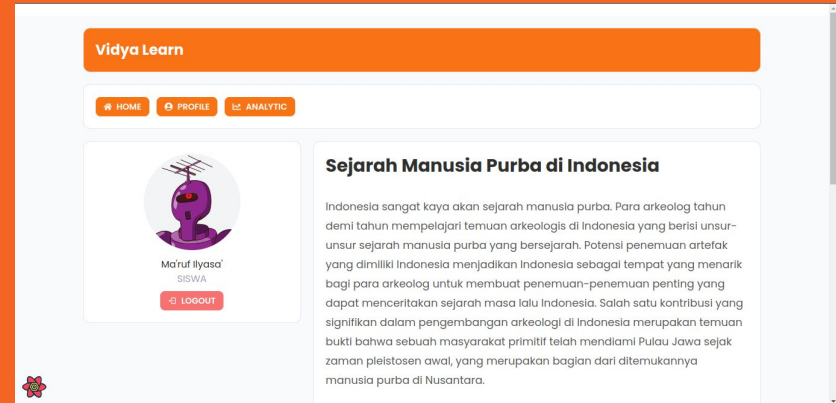 Vidya Learn
HOME
PROFILE
ANALYTIC
Ma'ruf Ilyasa'
SISWA
LOGOUT
Sejarah Manusia Purba di Indonesia
Indonesia sangat kaya akan sejarah manusia purba. Para arkeolog tahun
demi tahun mempelajari temuan arkeologis di Indonesia yang berisi unsur-
unsur sejarah manusia purba yang bersejarah. Potensi penemuan artefak
yang dimiliki Indonesia menjadikan Indonesia sebagai tempat yang menarik
bagi para arkeolog untuk membuat penemuan-penemuan penting yang
dapat menceritakan sejarah masa lalu Indonesia. Salah satu kontribusi yang
signifikan dalam pengembangan arkeologi di Indonesia merupakan temuan
bukti bahwa sebuah masyarakat primitif telah mendiami Pulau Jawa sejak
zaman pleistosen awal, yang merupakan bagian dari ditemukannya
manusia purba di Nusantara.